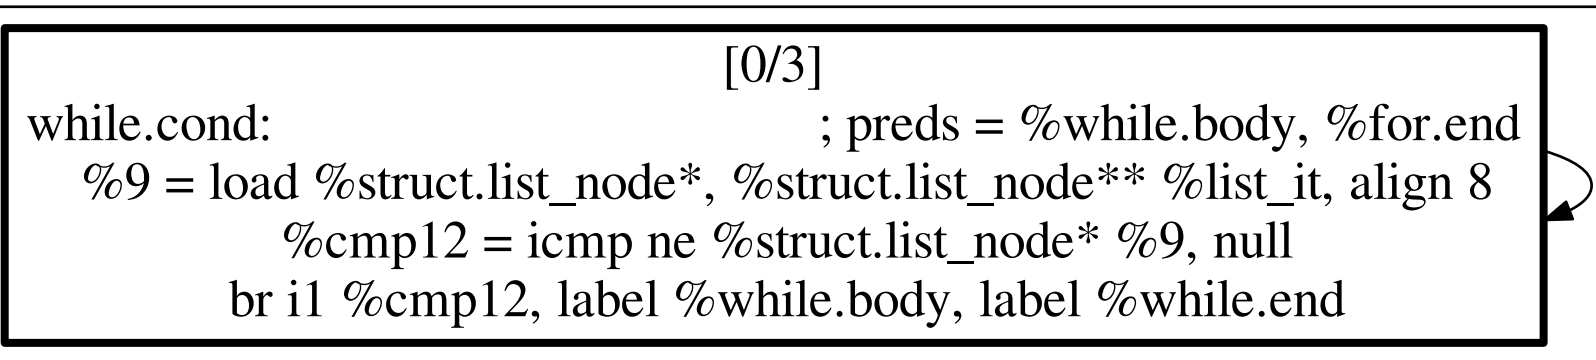 [0/3]
while.cond: ; preds = %while.body, %for.end
%9 = load %struct.list_node*, %struct.list_node** %list_it, align 8
%cmp12 = icmp ne %struct.list_node* %9, null
br i1 %cmp12, label %while.body, label %while.end